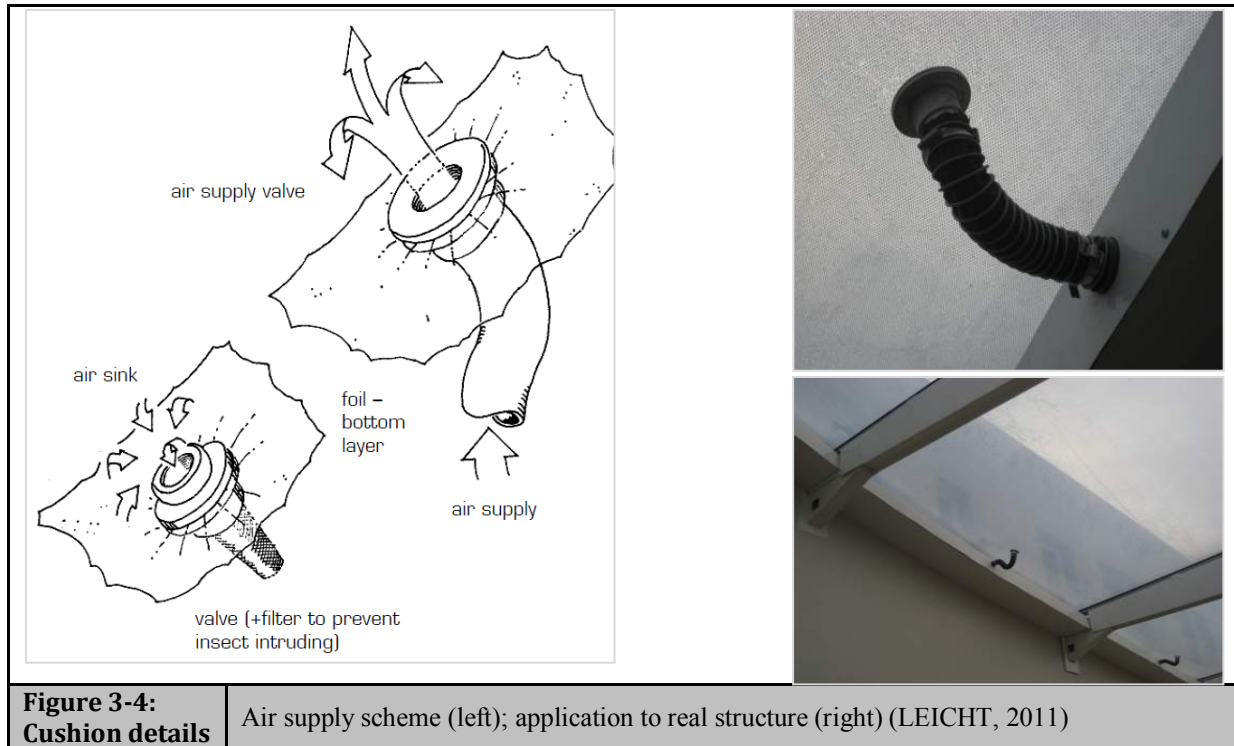 air supply valve
air sink
foil –
bottom
layer
air supply
valve (+filter to prevent
insect intruding)
Figure 3-4:
Cushion details
Air supply scheme (left); application to real structure (right) (LEICHT, 2011)